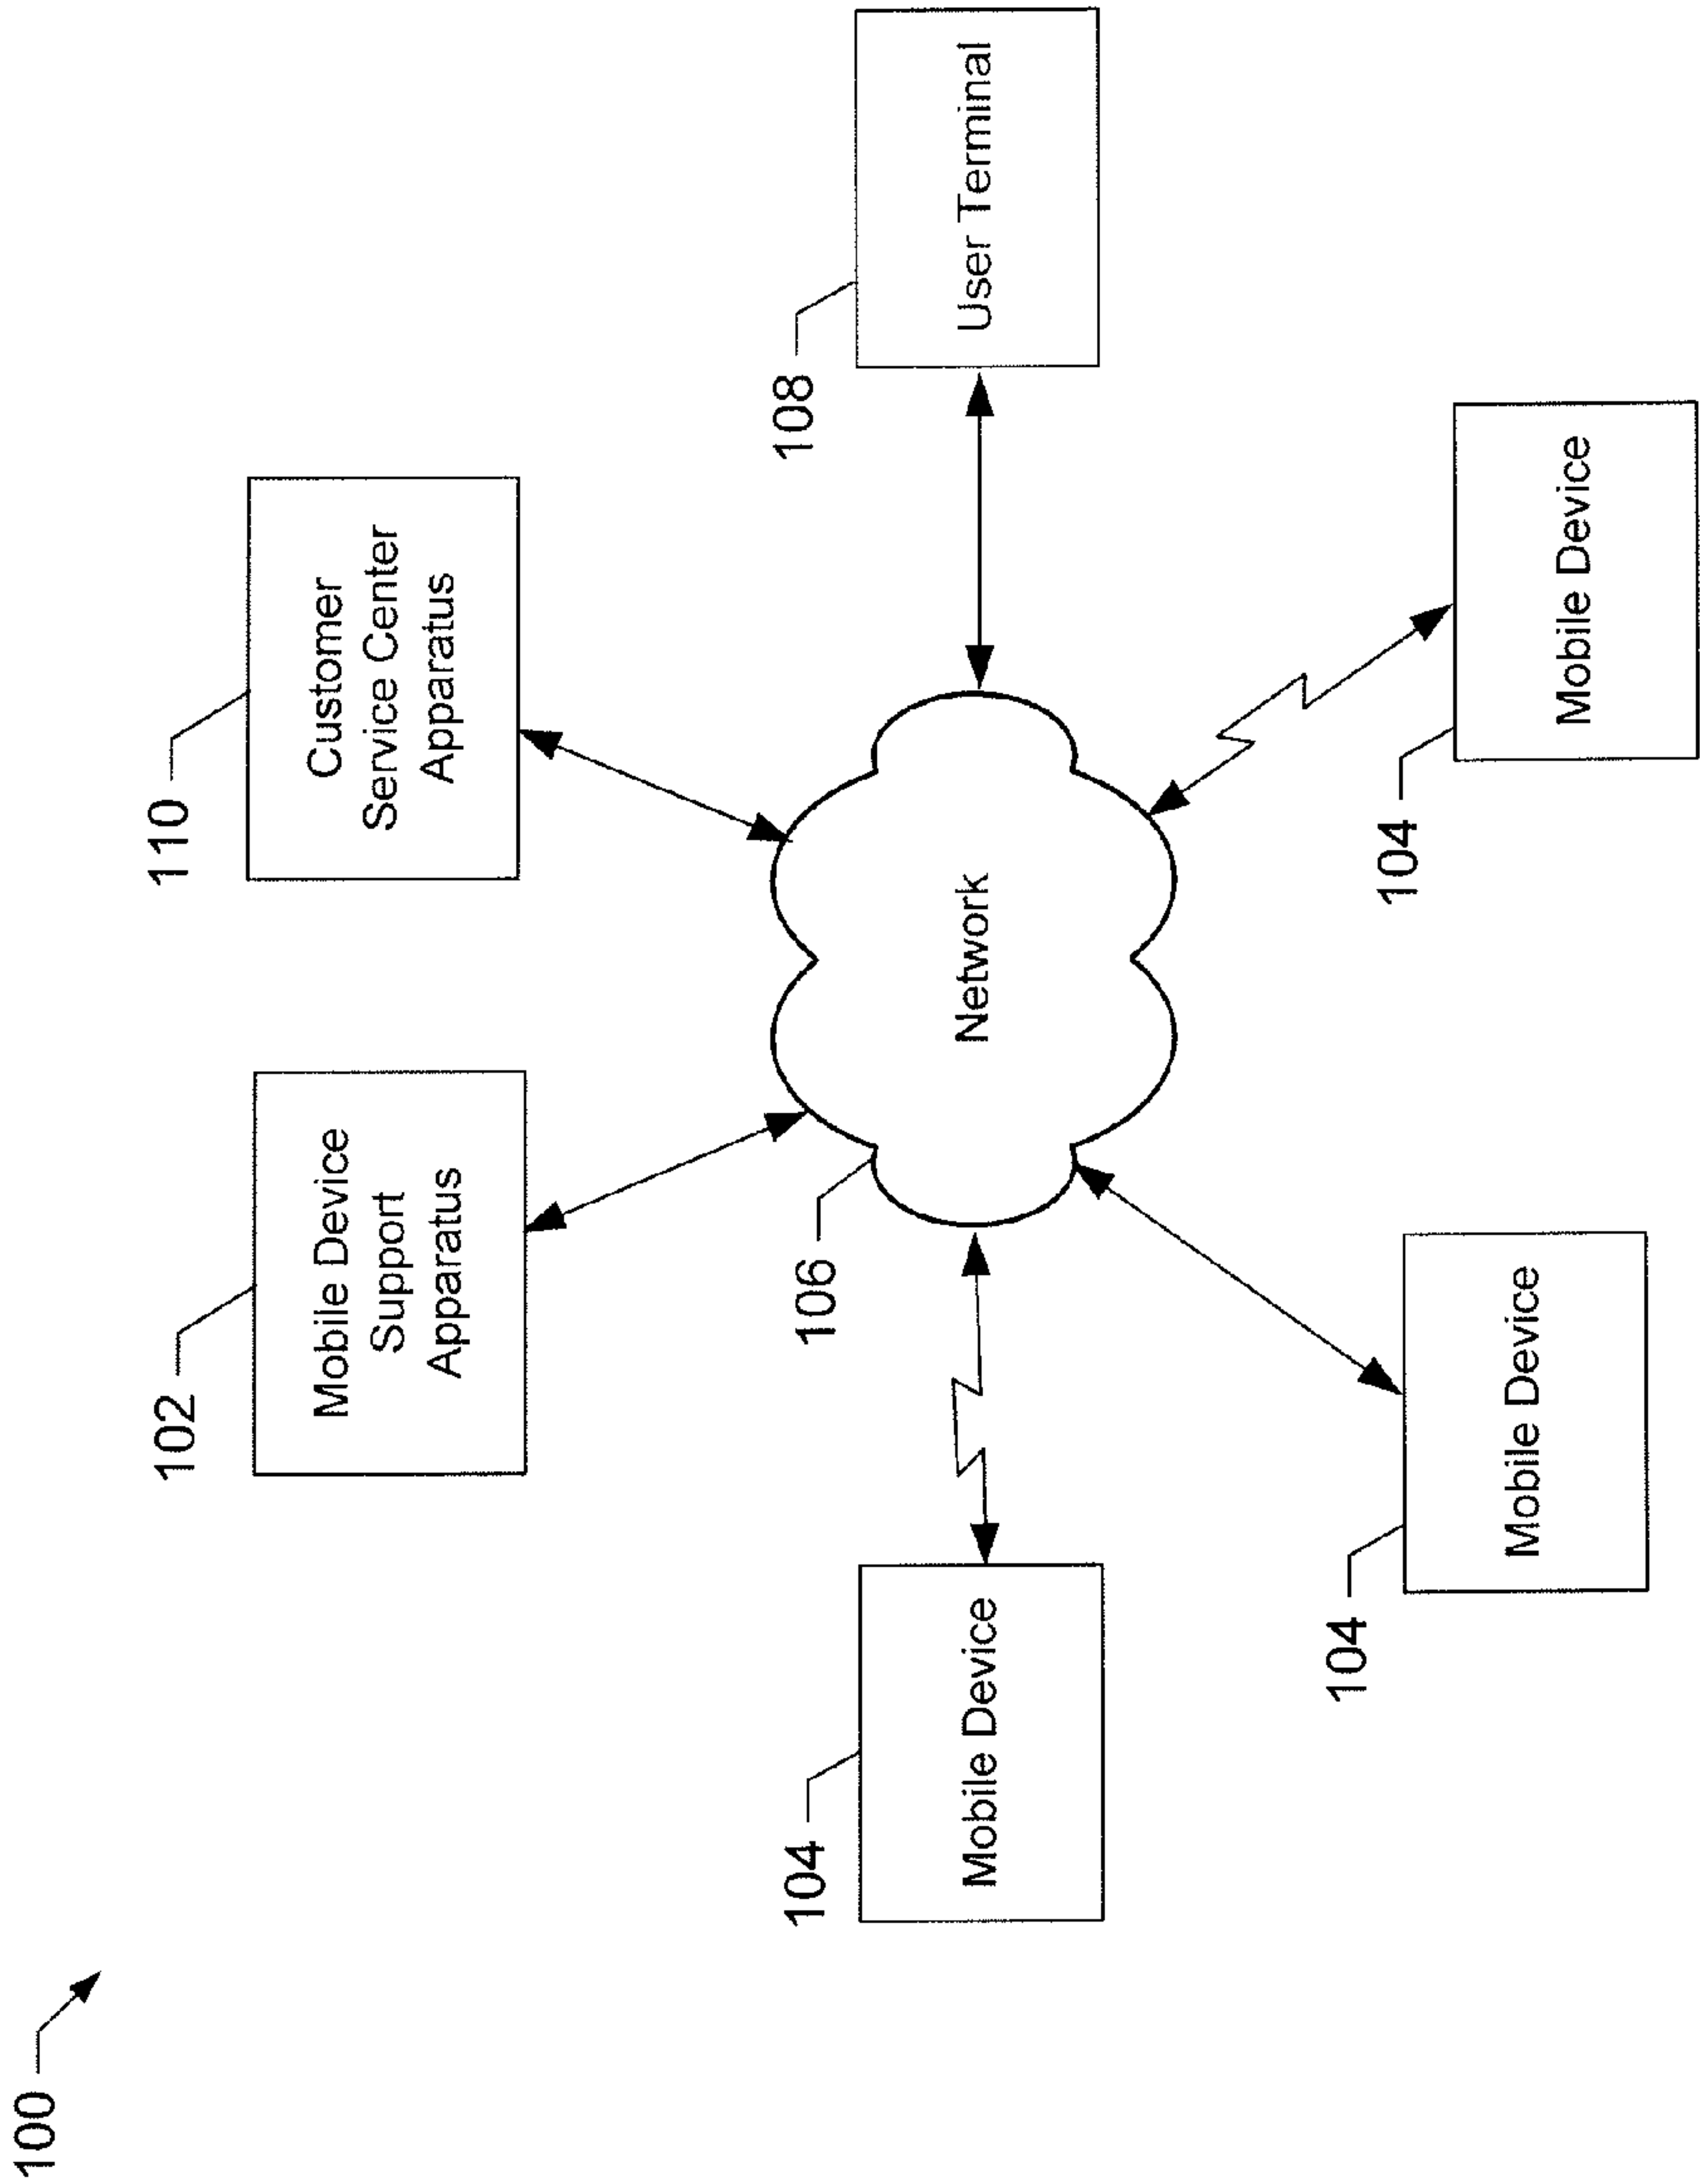 100
102
Mobile Device
Support
Apparatus
110
Customer
Service Center
Apparatus
104
Mobile Device
106
Network
108
User Terminal
104
Mobile Device
104
Mobile Device